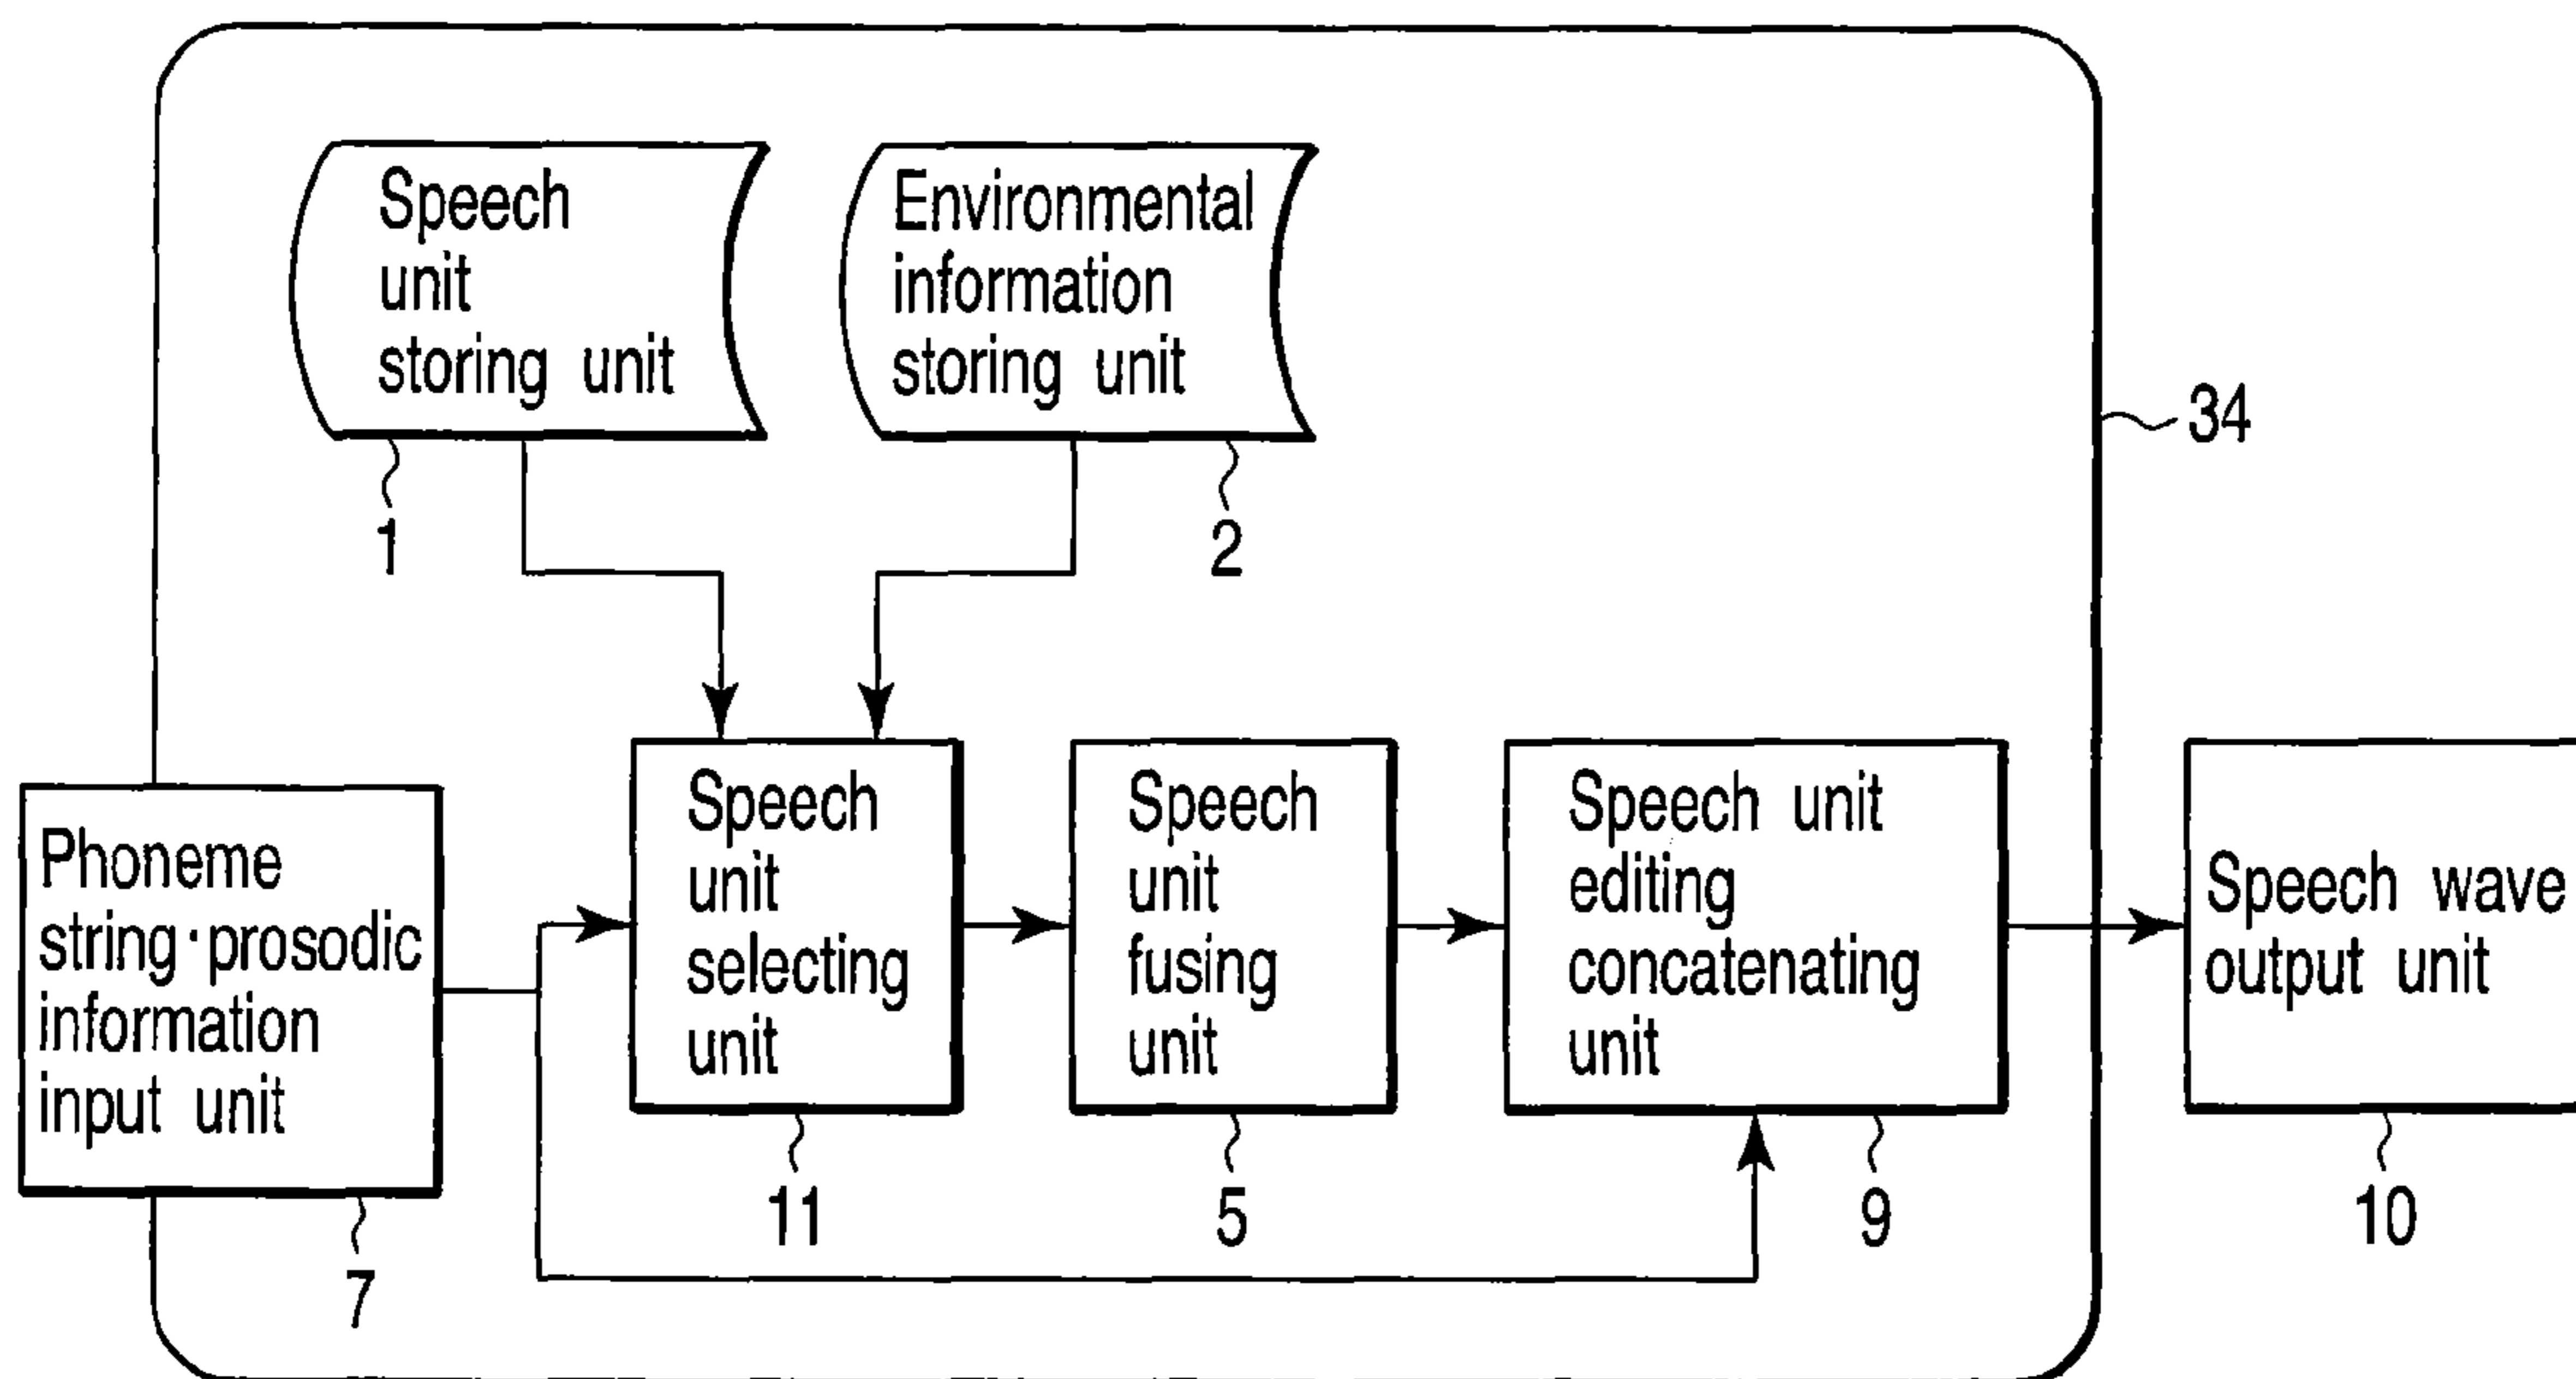 Speech
unit
storing unit
Environmental
information
storing unit
1
2
34
Phoneme
string·prosodic
information
input unit
7
Speech
unit
selecting
unit
11
Speech
unit
fusing
unit
5
Speech unit
editing
concatenating
unit
9
Speech wave
output unit
10